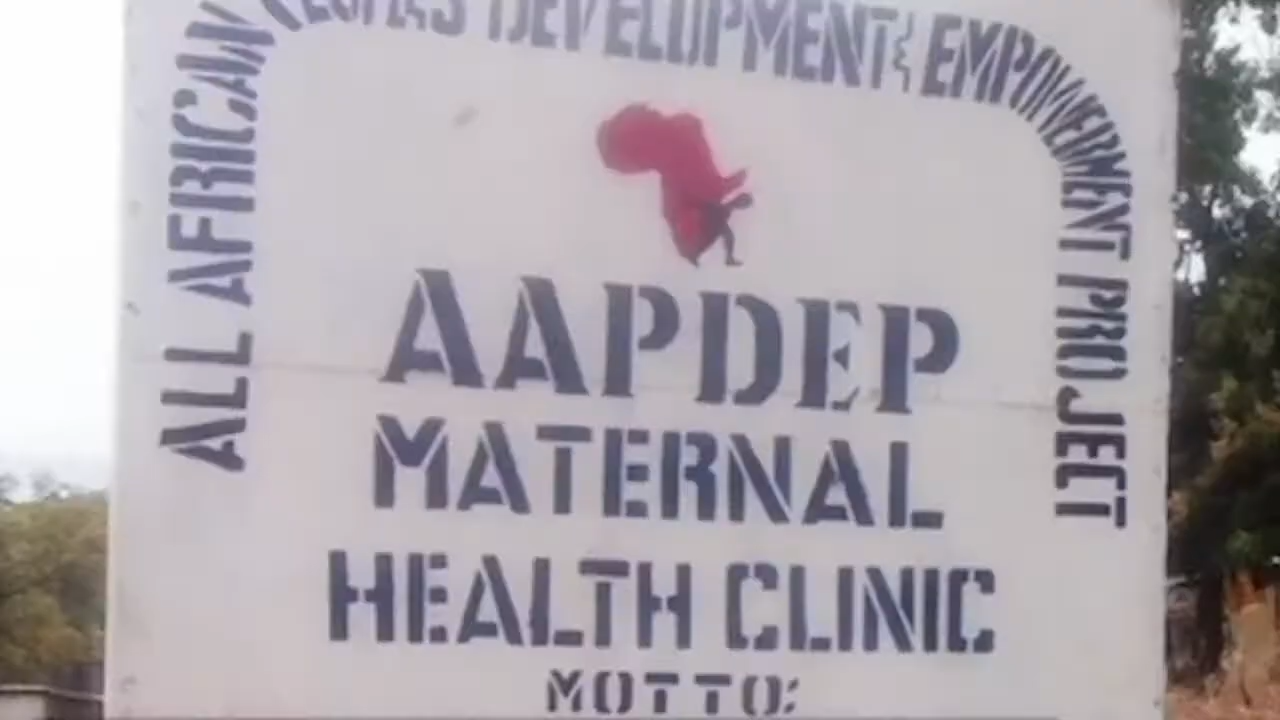 ALL AFRICAN PEOPLES DEVELOPMENT & EMPOWERMENT PROJECT
AAPDEP
MATERNAL
HEALTH CLINIC
MOTTO: